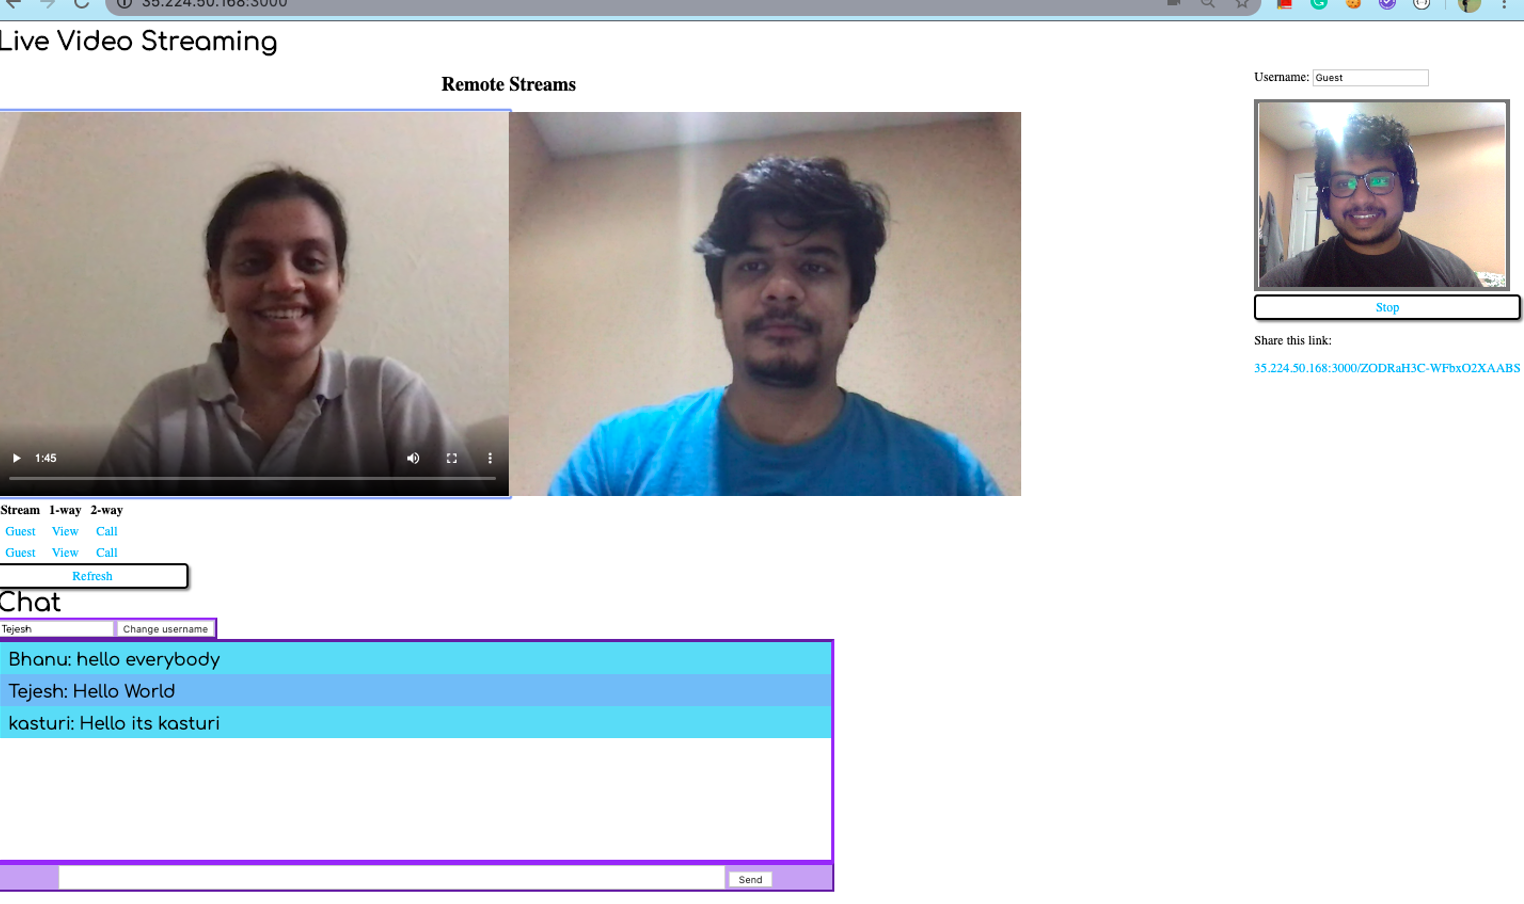 35.224.50.168:3000
Live Video Streaming
Remote Streams
Username: Guest
1:45
Stop
Share this link:
35.224.50.168:3000/ZODRaH3C-WFbxO2XAABS
Stream 1-way 2-way
Guest View Call
Guest View Call
Refresh
Chat
Tejesh Change username
Bhanu: hello everybody
Tejesh: Hello World
kasturi: Hello its kasturi
Send